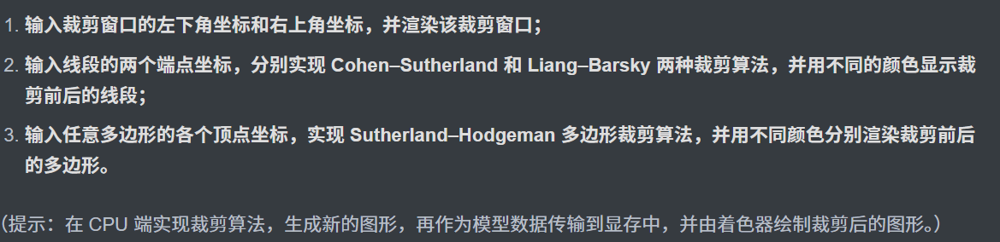 1. 输入裁剪窗口的左下角坐标和右上角坐标，并渲染该裁剪窗口；
2. 输入线段的两个端点坐标，分别实现 Cohen–Sutherland 和 Liang–Barsky 两种裁剪算法，并用不同的颜色显示裁
剪前后的线段；
3. 输入任意多边形的各个顶点坐标，实现 Sutherland–Hodgeman 多边形裁剪算法，并用不同颜色分别渲染裁剪前后
的多边形。
（提示：在 CPU 端实现裁剪算法，生成新的图形，再作为模型数据传输到显存中，并由着色器绘制裁剪后的图形。）